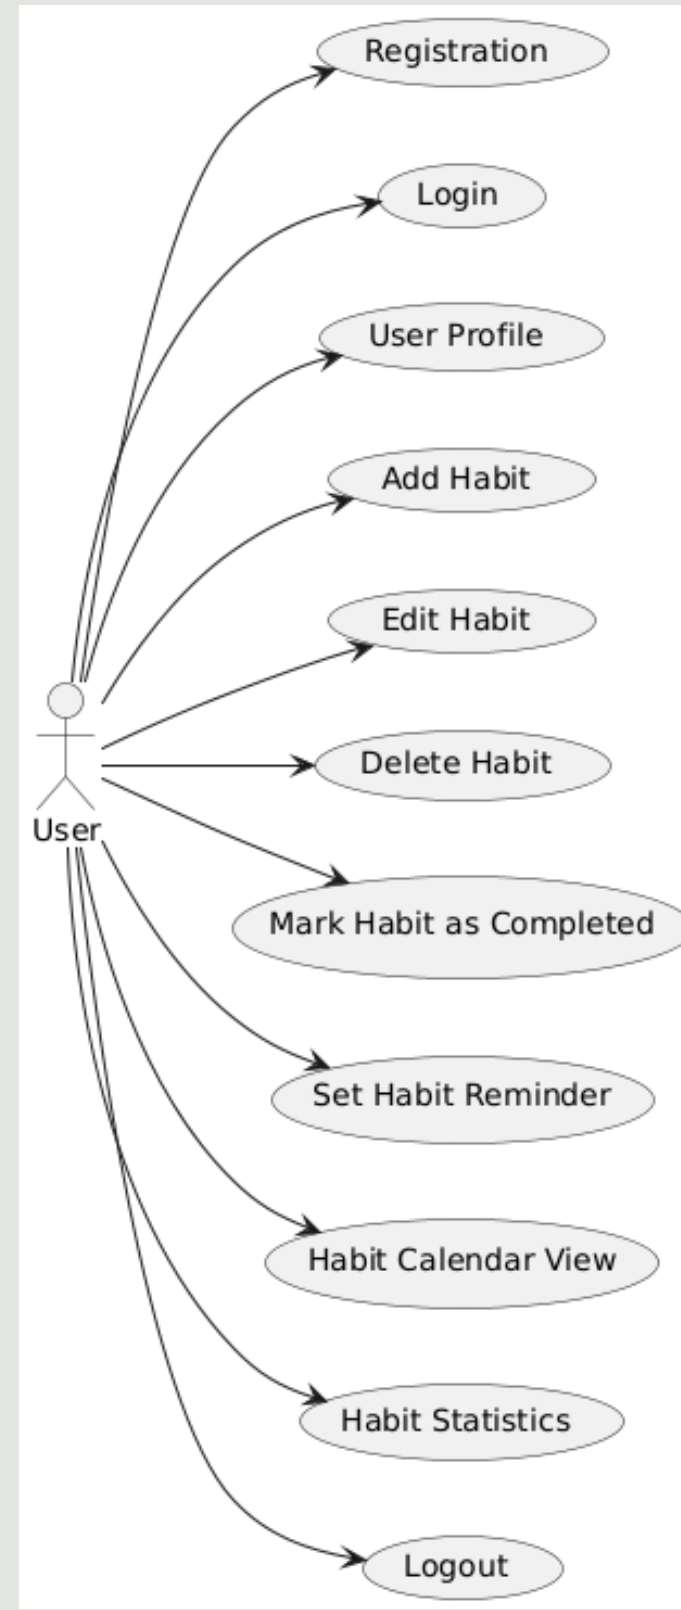 Registration
Login
User Profile
Add Habit
Edit Habit
Delete Habit
User
Mark Habit as Completed
Set Habit Reminder
Habit Calendar View
Habit Statistics
Logout